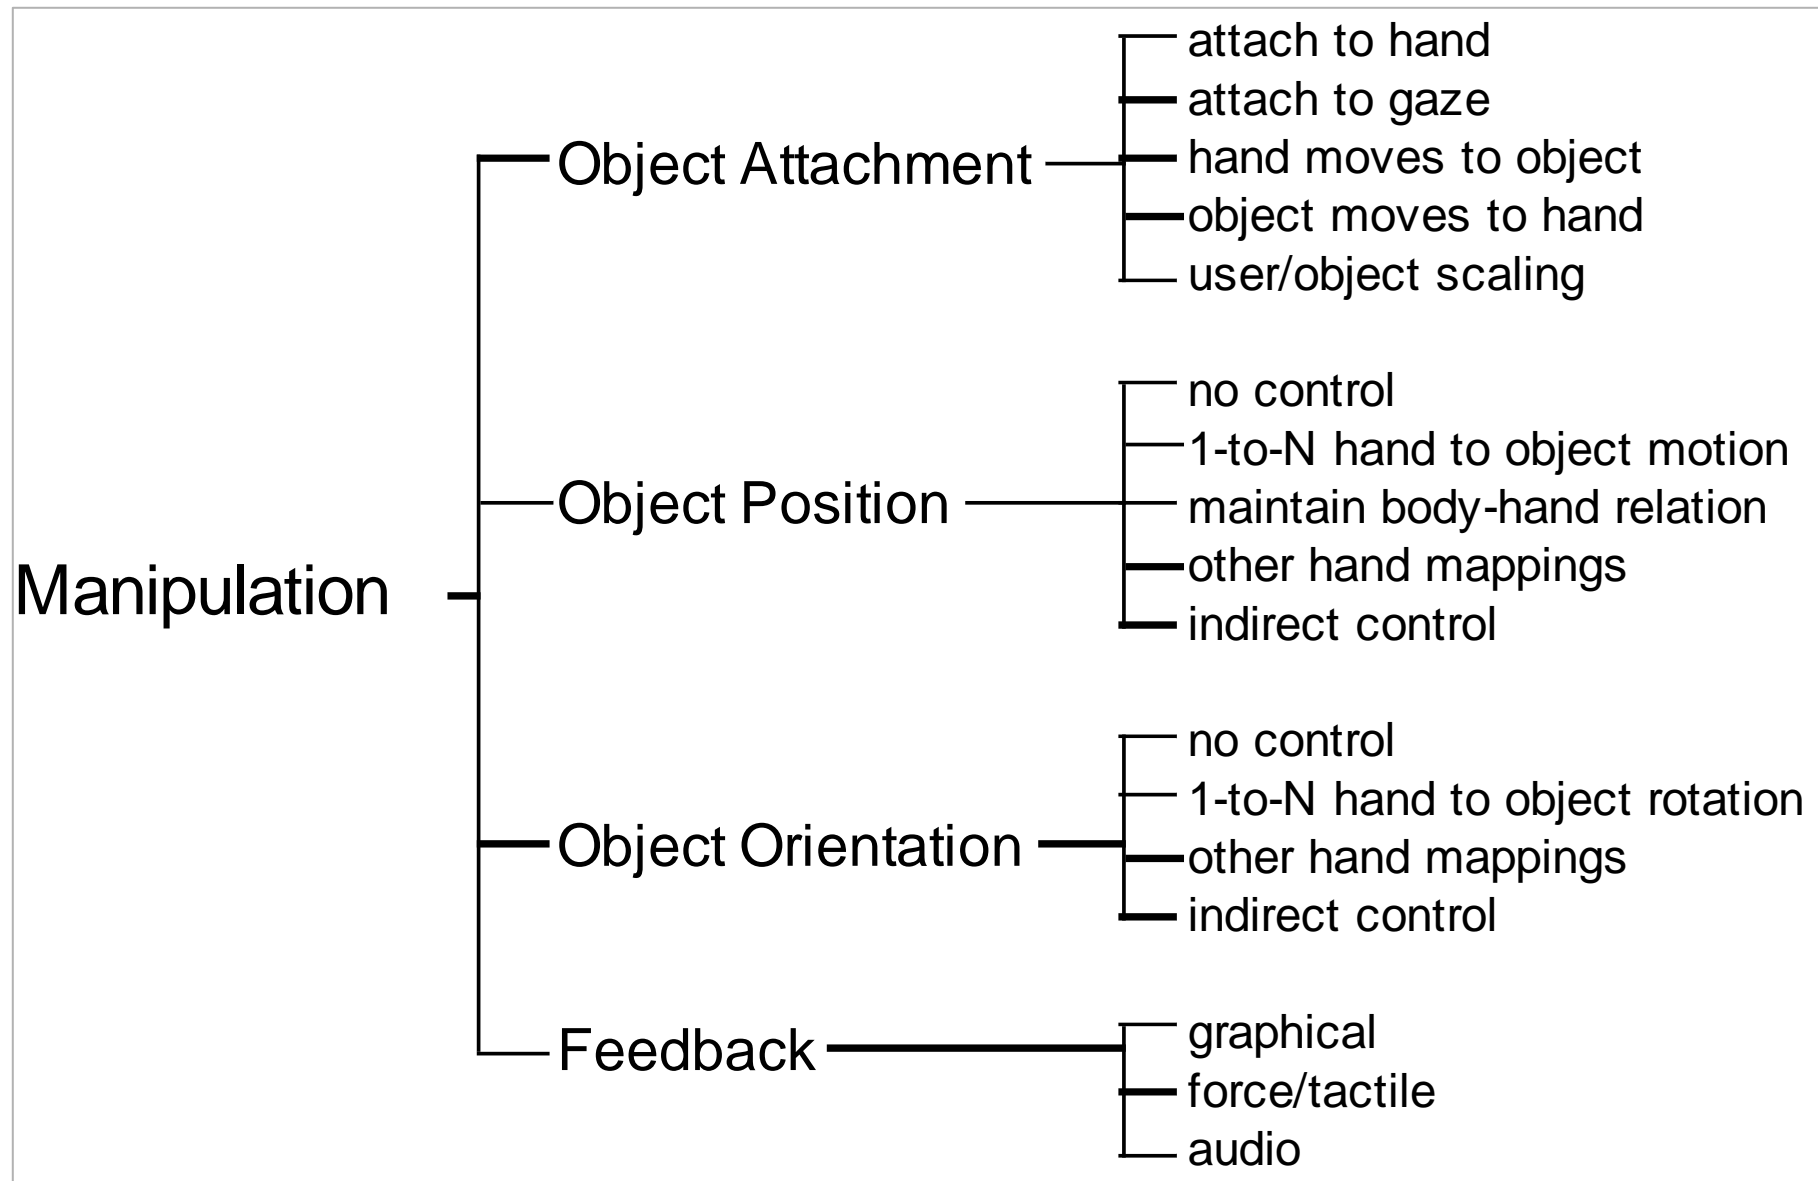 Manipulation
Object Attachment
attach to hand
attach to gaze
hand moves to object
object moves to hand
user/object scaling
Object Position
no control
1-to-N hand to object motion
maintain body-hand relation
other hand mappings
indirect control
Object Orientation
no control
1-to-N hand to object rotation
other hand mappings
indirect control
Feedback
graphical
force/tactile
audio